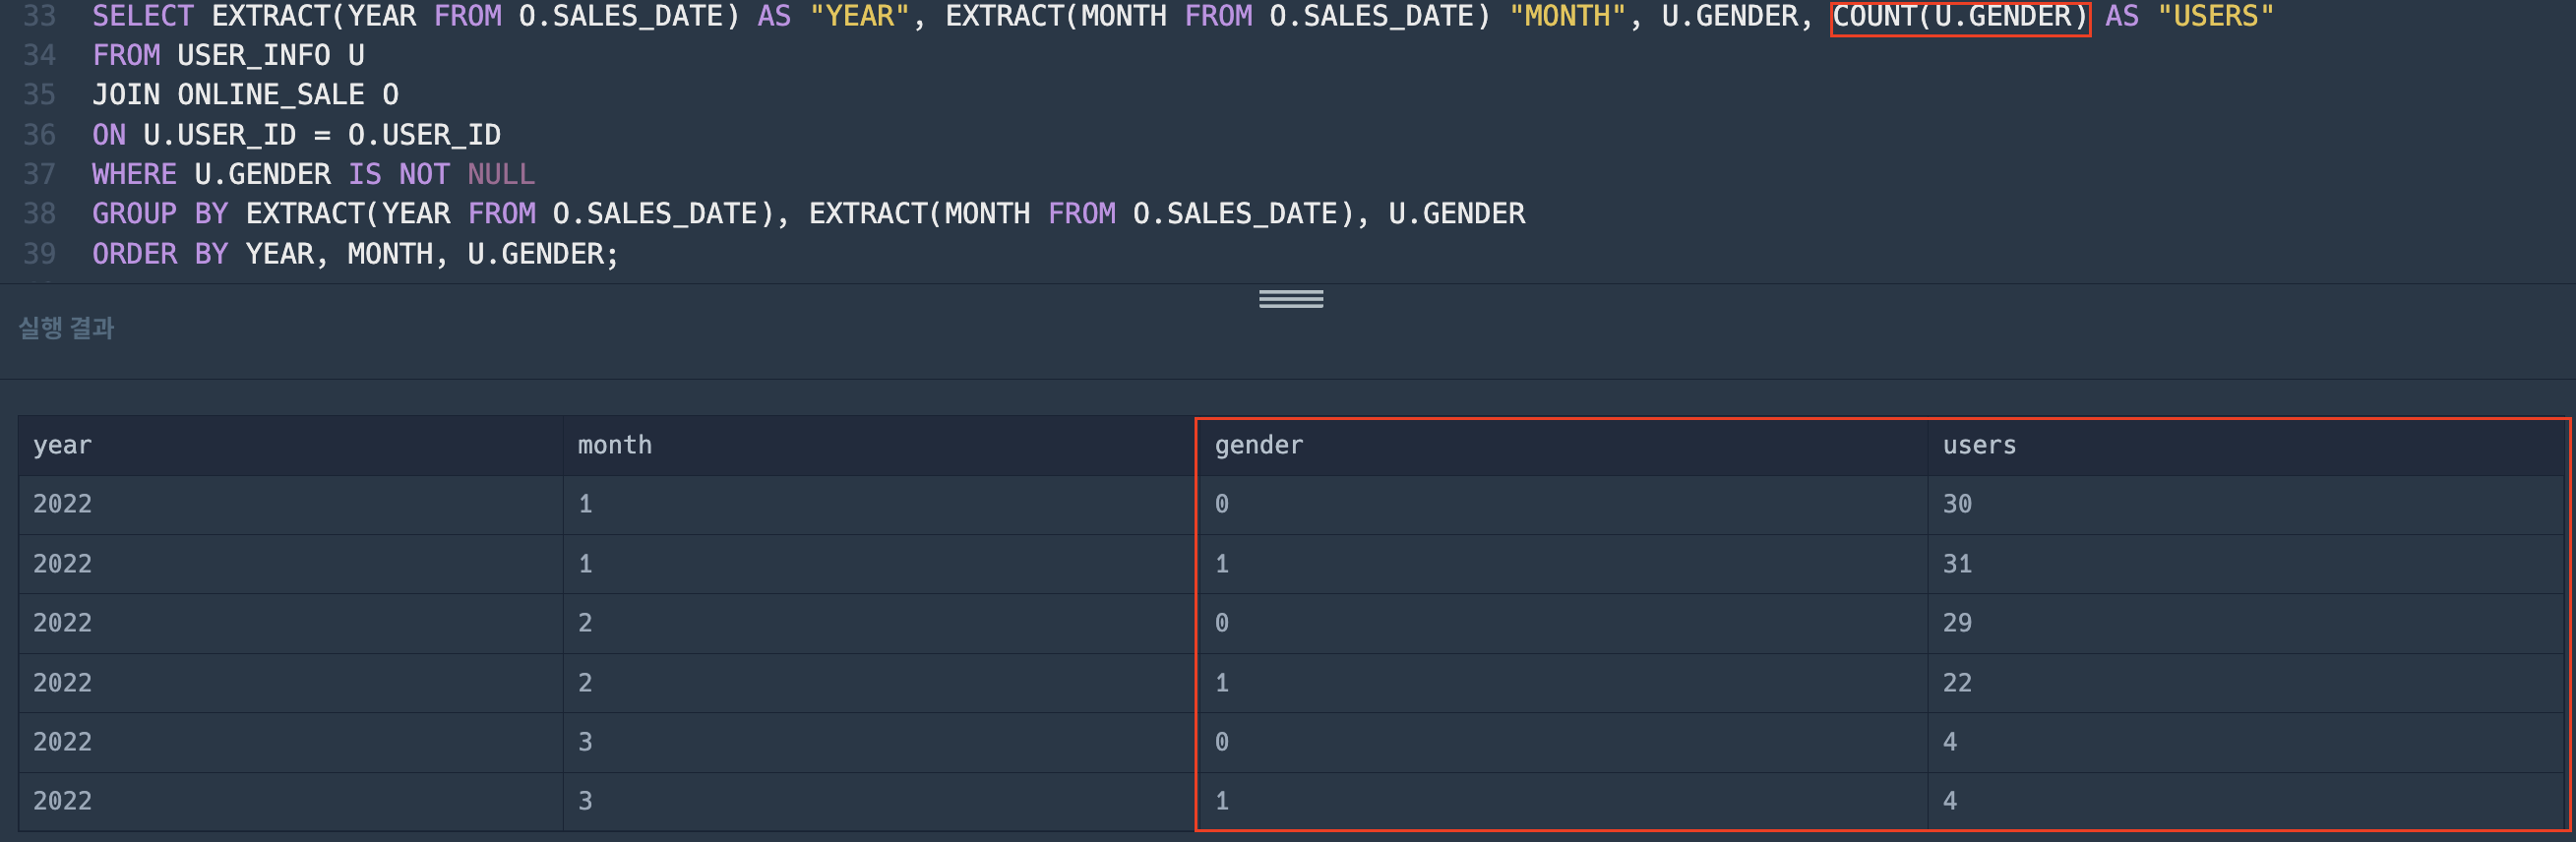 33 SELECT EXTRACT(YEAR FROM O.SALES_DATE) AS "YEAR", EXTRACT(MONTH FROM O.SALES_DATE) "MONTH", U.GENDER, COUNT(U.GENDER) AS "USERS"
34 FROM USER_INFO U
35 JOIN ONLINE_SALE O
36 ON U.USER_ID = O.USER_ID
37 WHERE U.GENDER IS NOT NULL
38 GROUP BY EXTRACT(YEAR FROM O.SALES_DATE), EXTRACT(MONTH FROM O.SALES_DATE), U.GENDER
39 ORDER BY YEAR, MONTH, U.GENDER;
실행 결과
year month gender users
2022 1 0 30
2022 1 1 31
2022 2 0 29
2022 2 1 22
2022 3 0 4
2022 3 1 4